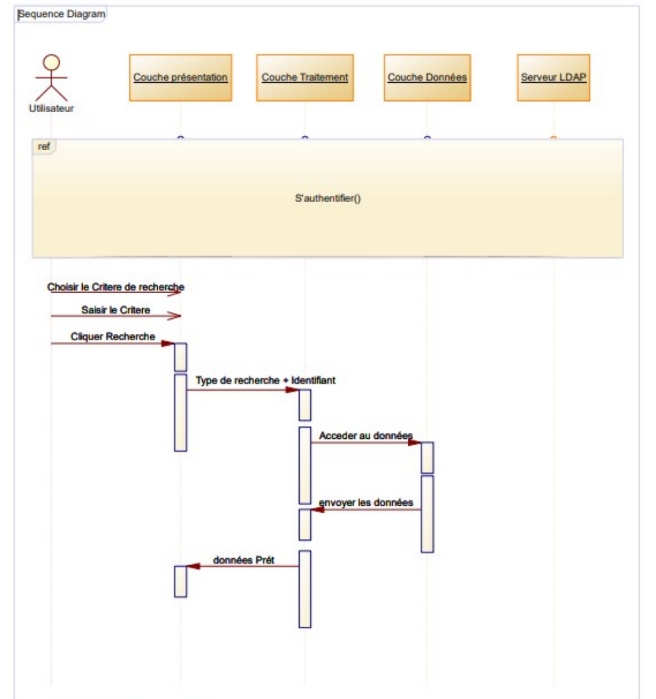 Sequence Diagram
Couche présentation
Couche Traitement
Couche Données
Serveur LDAP
Utilisateur
ref
S'authentifier()
Choisir le Critere de recherche
Saisir le Critere
Cliquer Recherche
Type de recherche + Identifiant
Acceder au données
envoyer les données
données Prét